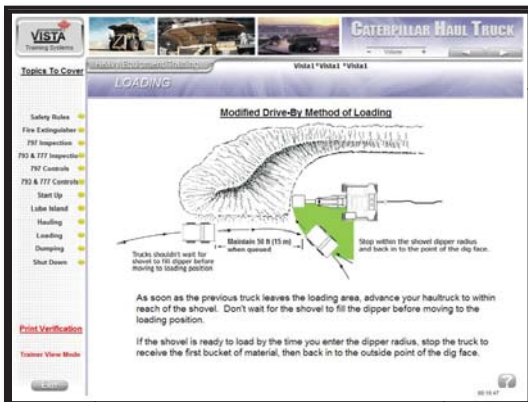 VISTA
Training Systems
CATERPILLAR HAUL TRUCK
- Volume +
Topics To Cover
Heavy Equipment Training
Vista1 *Vista1 *Vista1
LOADING
Safety Rules
Fire Extinguisher
797 Inspection
793 & 777 Inspectio
797 Controls
793 & 777 Controls
Start Up
Lube Island
Hauling
Loading
Dumping
Shut Down
Print Verification
Trainer View Mode
EXIT
Modified Drive-By Method of Loading
Trucks shouldn't wait for
shovel to fill dipper before
moving to loading position
Maintain 50 ft (15 m)
when queued
Stop within the shovel dipper radius
and back in to the point of the dig face.
As soon as the previous truck leaves the loading area, advance your haultruck to within
reach of the shovel. Don't wait for the shovel to fill the dipper before moving to the
loading position.
If the shovel is ready to load by the time you enter the dipper radius, stop the truck to
receive the first bucket of material, then back in to the outside point of the dig face.
?